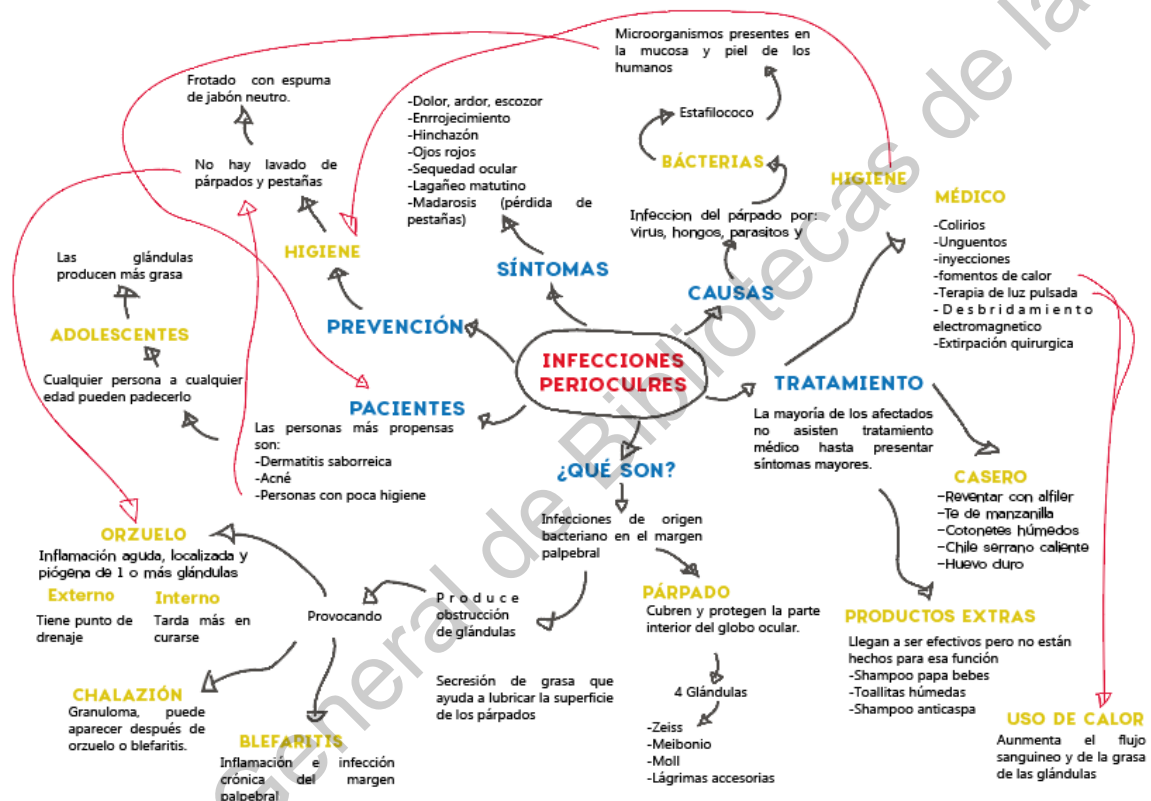 Microorganismos presentes en
la mucosa y piel de los
humanos
Estafilococo
BÁCTERIAS
Infeccion del párpado por:
virus, hongos, parasitos y
CAUSAS
Frotado con espuma
de jabón neutro.
No hay lavado de
párpados y pestañas
HIGIENE
PREVENCIÓN
-Dolor, ardor, escozor
-Enrrojecimiento
-Hinchazón
-Ojos rojos
-Sequedad ocular
-Lagañeo matutino
-Madarosis (pérdida de
pestañas)
SÍNTOMAS
HIGIENE
MÉDICO
-Colirios
-Unguentos
-inyecciones
-fomentos de calor
-Terapia de luz pulsada
-Desbridamiento
electromagnetico
-Extirpación quirurgica
Las glándulas
producen más grasa
ADOLESCENTES
Cualquier persona a cualquier
edad pueden padecerlo
PACIENTES
Las personas más propensas
son:
-Dermatitis saborreica
-Acné
-Personas con poca higiene
INFECCIONES
PERIOCULRES
TRATAMIENTO
La mayoría de los afectados
no asisten tratamiento
médico hasta presentar
síntomas mayores.
CASERO
-Reventar con alfiler
-Te de manzanilla
-Cotonetes húmedos
-Chile serrano caliente
-Huevo duro
¿QUÉ SON?
Infecciones de origen
bacteriano en el margen
palpebral
ORZUELO
Inflamación aguda, localizada y
piógena de 1 o más glándulas
Externo
Tiene punto de
drenaje
Interno
Tarda más en
curarse
Provocando
Produce
obstrucción
de glándulas
Secresión de grasa que
ayuda a lubricar la superficie
de los párpados
CHALAZIÓN
Granuloma, puede
aparecer después de
orzuelo o blefaritis.
BLEFARITIS
Inflamación e infección
crónica del margen
palpebral
PÁRPADO
Cubren y protegen la parte
interior del globo ocular.
4 Glándulas
-Zeiss
-Meibonio
-Moll
-Lágrimas accesorias
PRODUCTOS EXTRAS
Llegan a ser efectivos pero no están
hechos para esa función
-Shampoo papa bebes
-Toallitas húmedas
-Shampoo anticaspa
USO DE CALOR
Aunmenta el flujo
sanguineo y de la grasa
de las glándulas
General de Bibliotecas de la